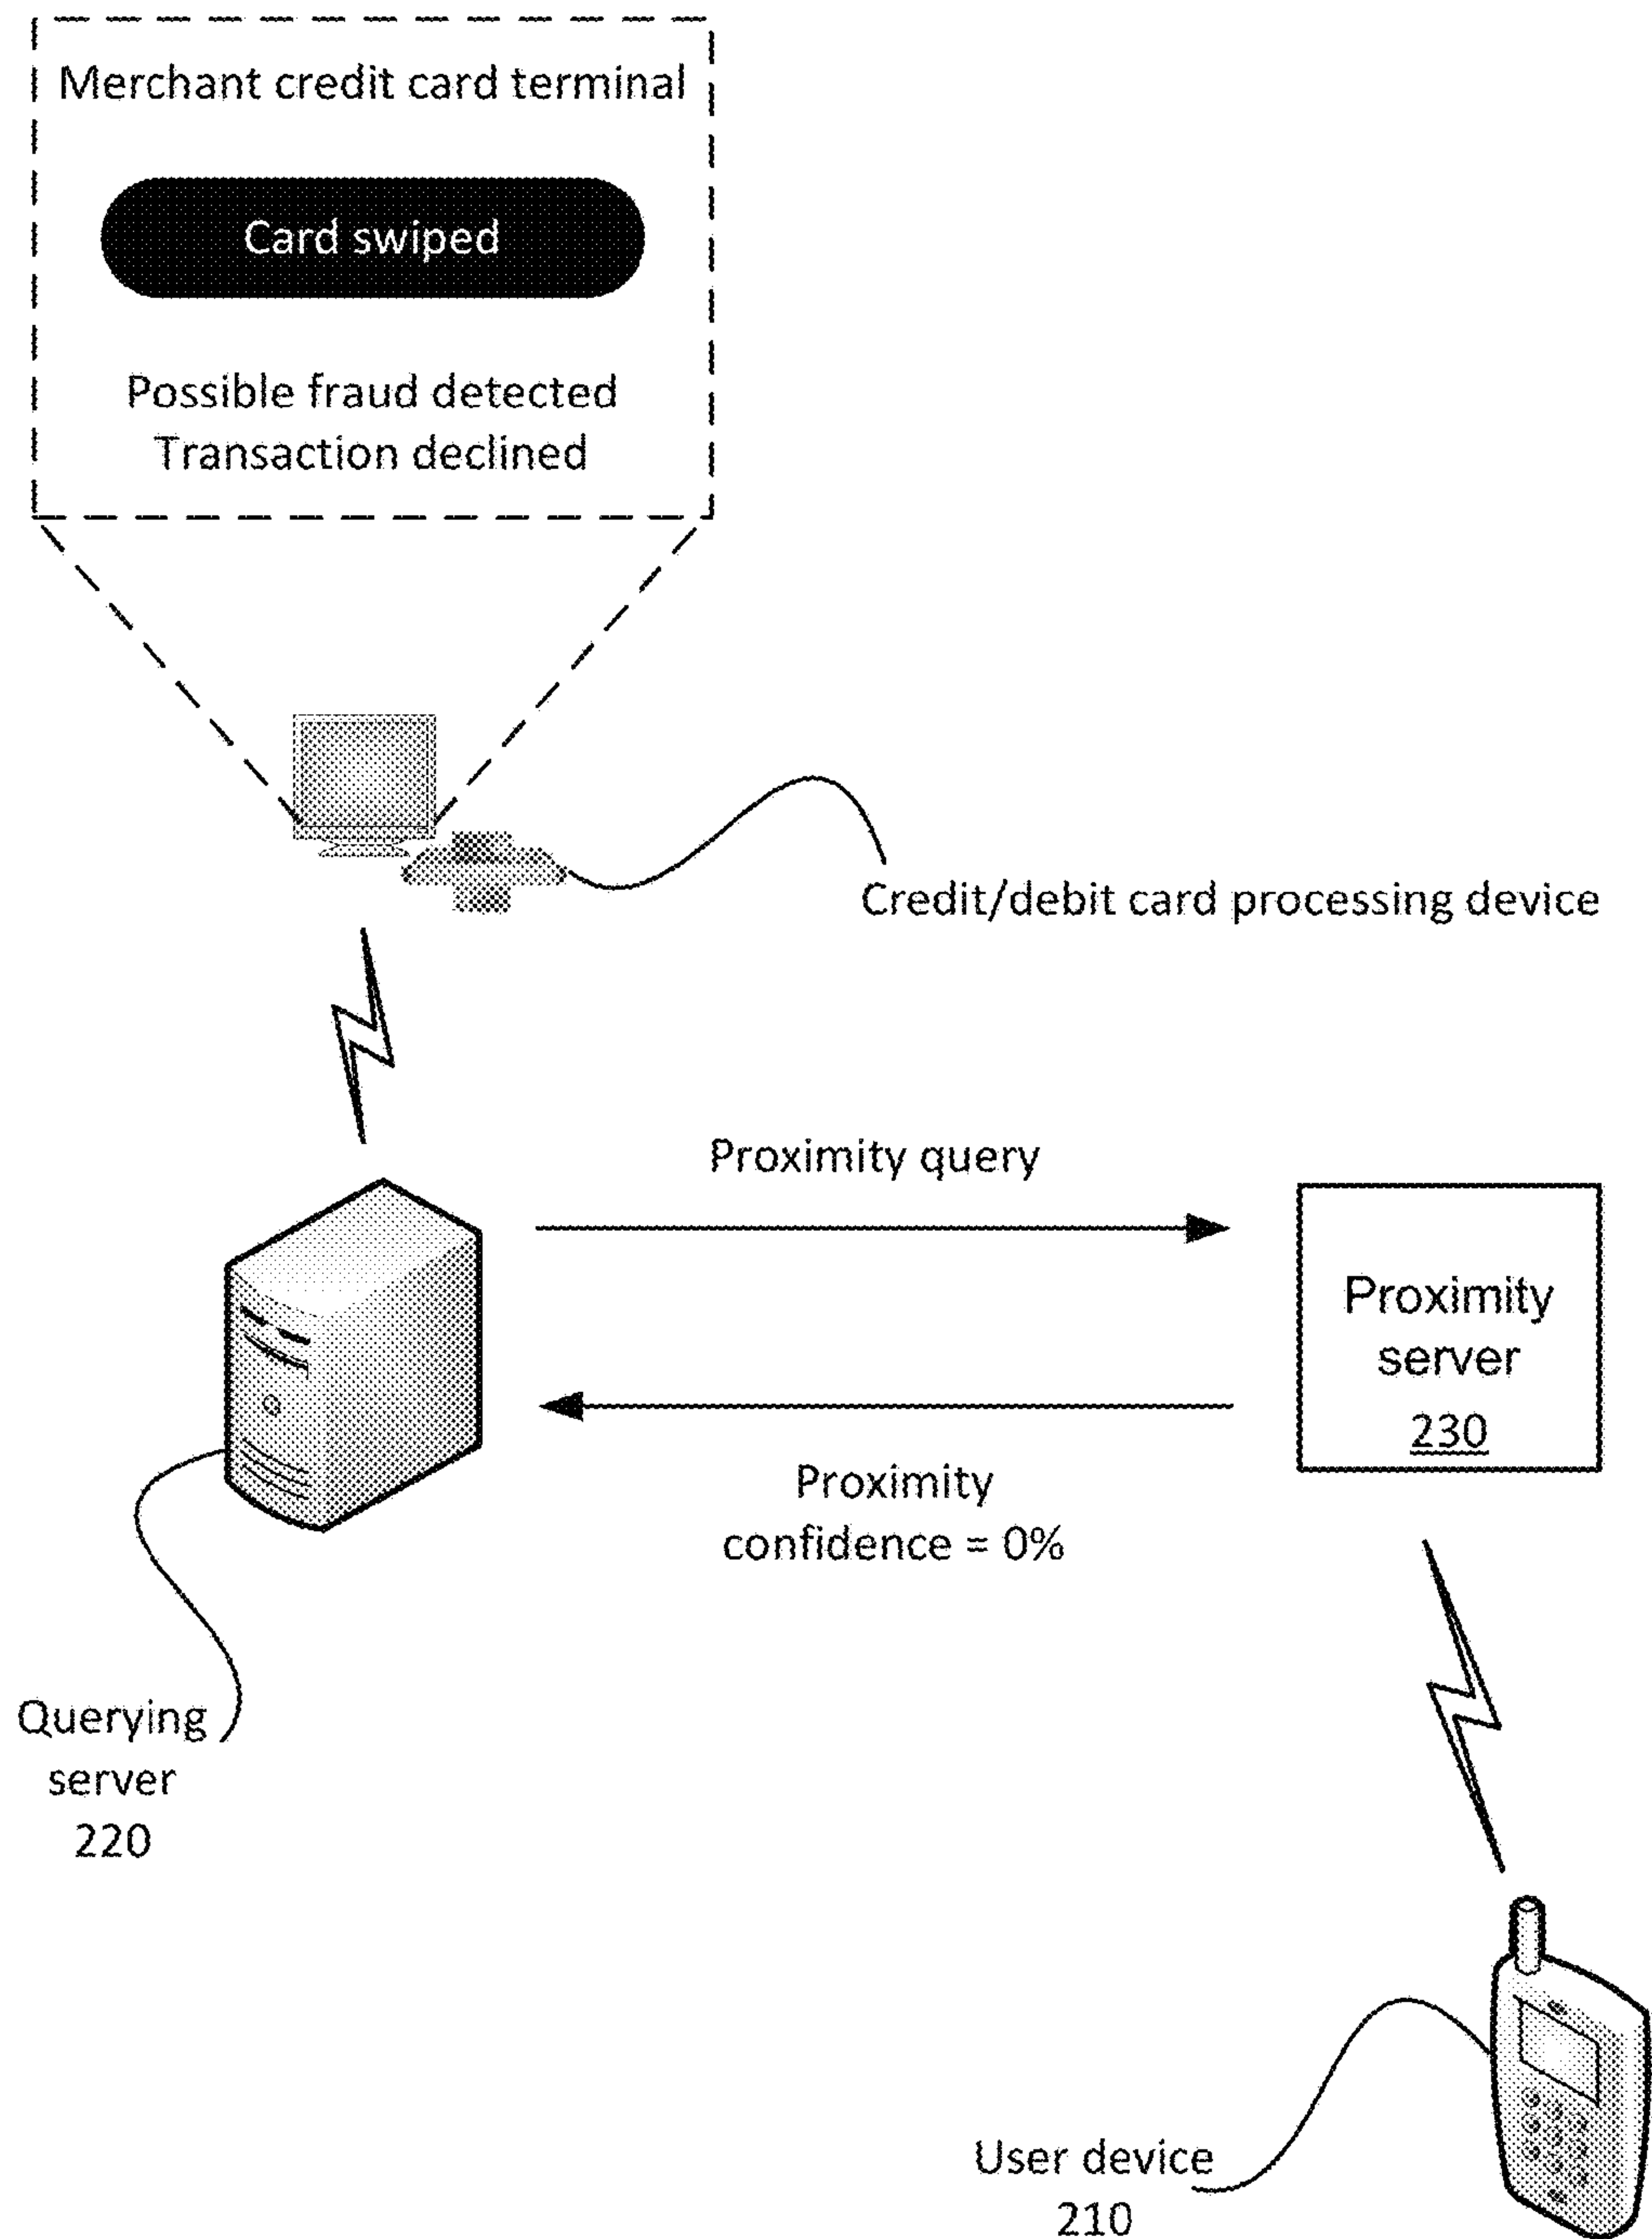 Merchant credit card terminal
Card swiped
Possible fraud detected
Transaction declined
Credit/debit card processing device
Proximity query
Proximity
server
230
Proximity
confidence = 0%
Querying
server
220
User device
210